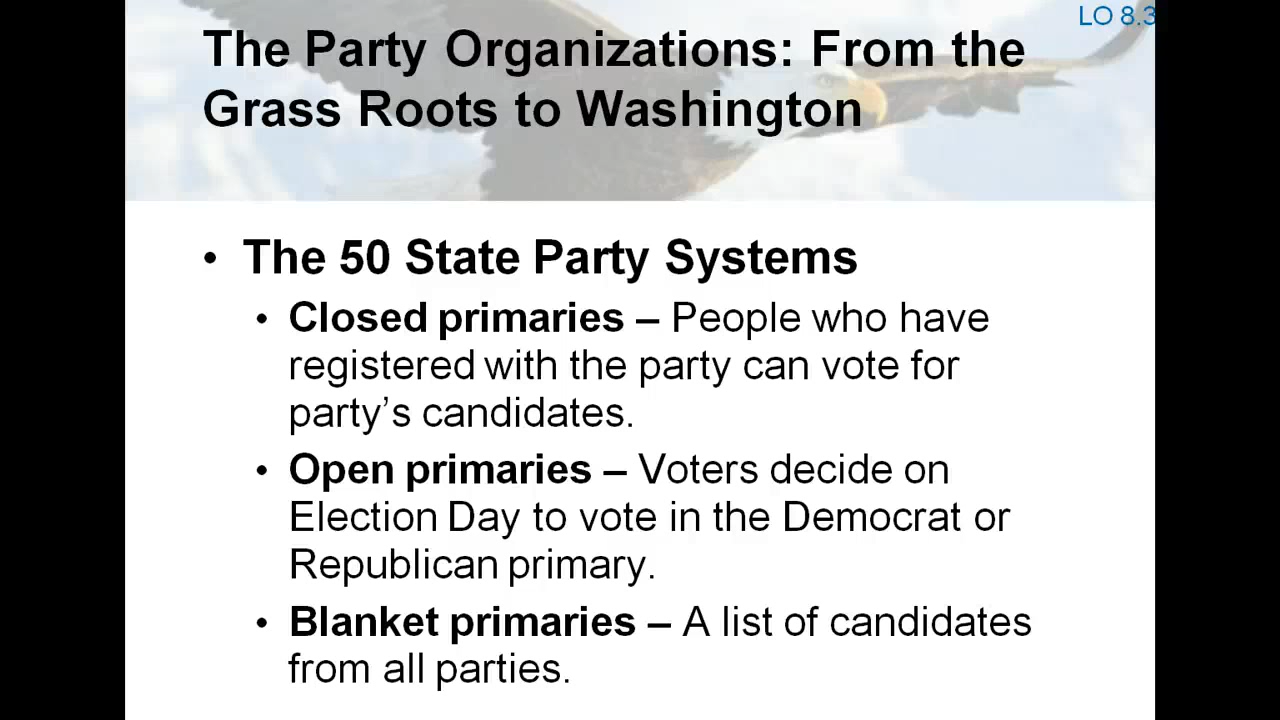 LO 8.3
The Party Organizations: From the
Grass Roots to Washington
• The 50 State Party Systems
• Closed primaries – People who have
registered with the party can vote for
party’s candidates.
• Open primaries – Voters decide on
Election Day to vote in the Democrat or
Republican primary.
• Blanket primaries – A list of candidates
from all parties.